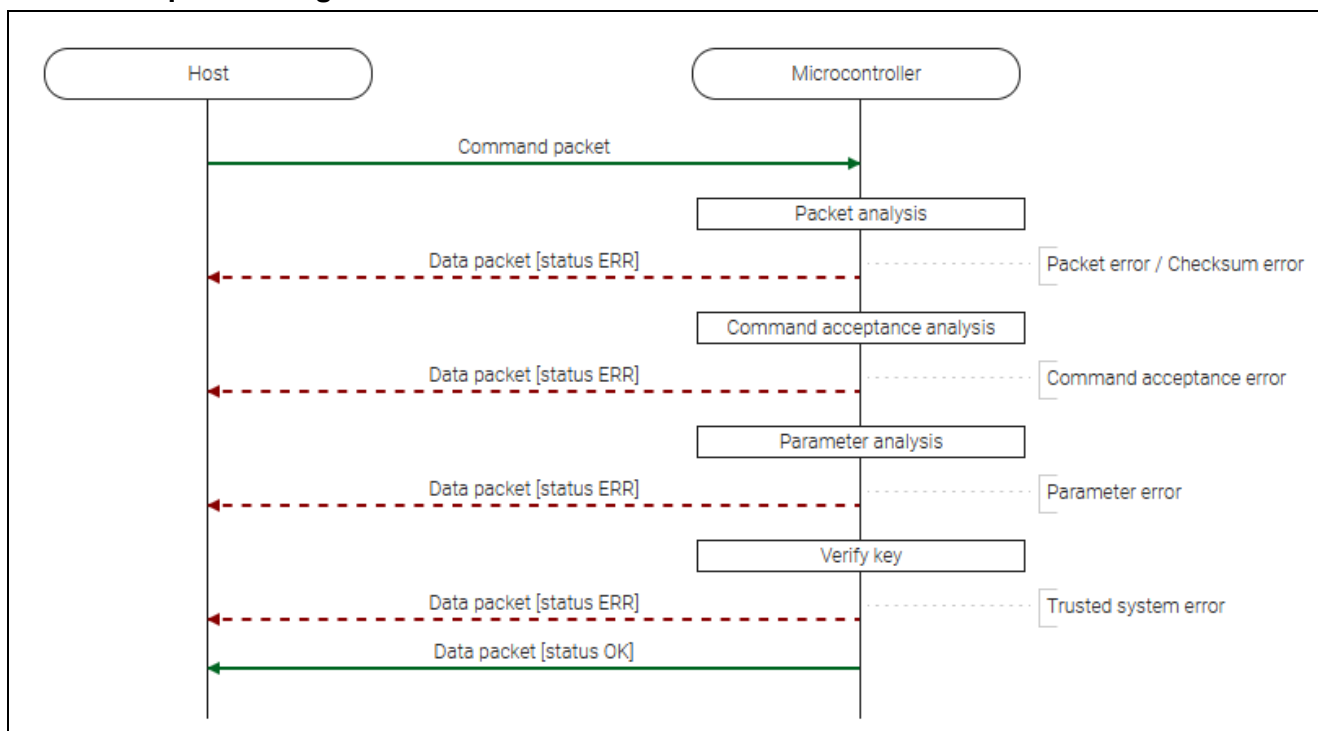 Host
Microcontroller
Command packet
Packet analysis
Data packet [status ERR]
Packet error / Checksum error
Command acceptance analysis
Data packet [status ERR]
Command acceptance error
Parameter analysis
Data packet [status ERR]
Parameter error
Verify key
Data packet [status ERR]
Trusted system error
Data packet [status OK]